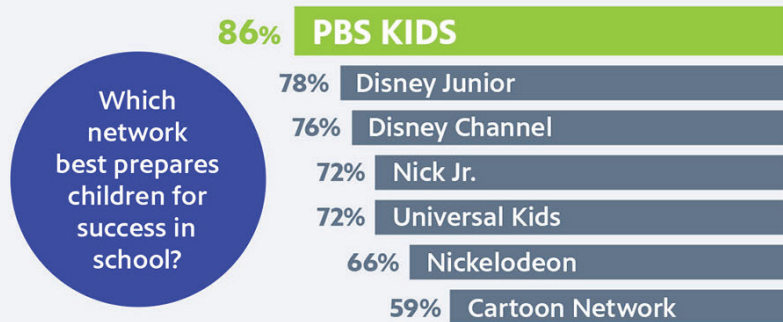 86% PBS KIDS
78% Disney Junior
76% Disney Channel
72% Nick Jr.
72% Universal Kids
66% Nickelodeon
59% Cartoon Network
Which
network
best prepares
children for
success in
school?